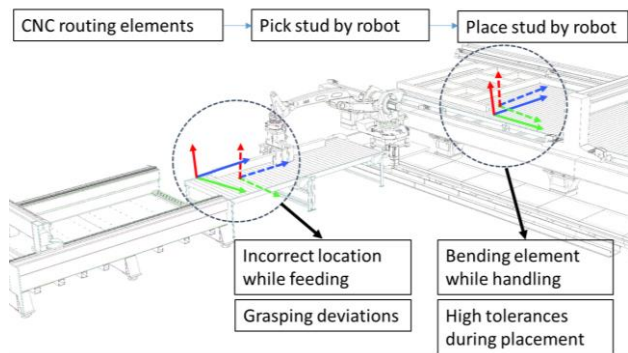 CNC routing elements
Pick stud by robot
Place stud by robot
Incorrect location
while feeding
Grasping deviations
Bending element
while handling
High tolerances
during placement